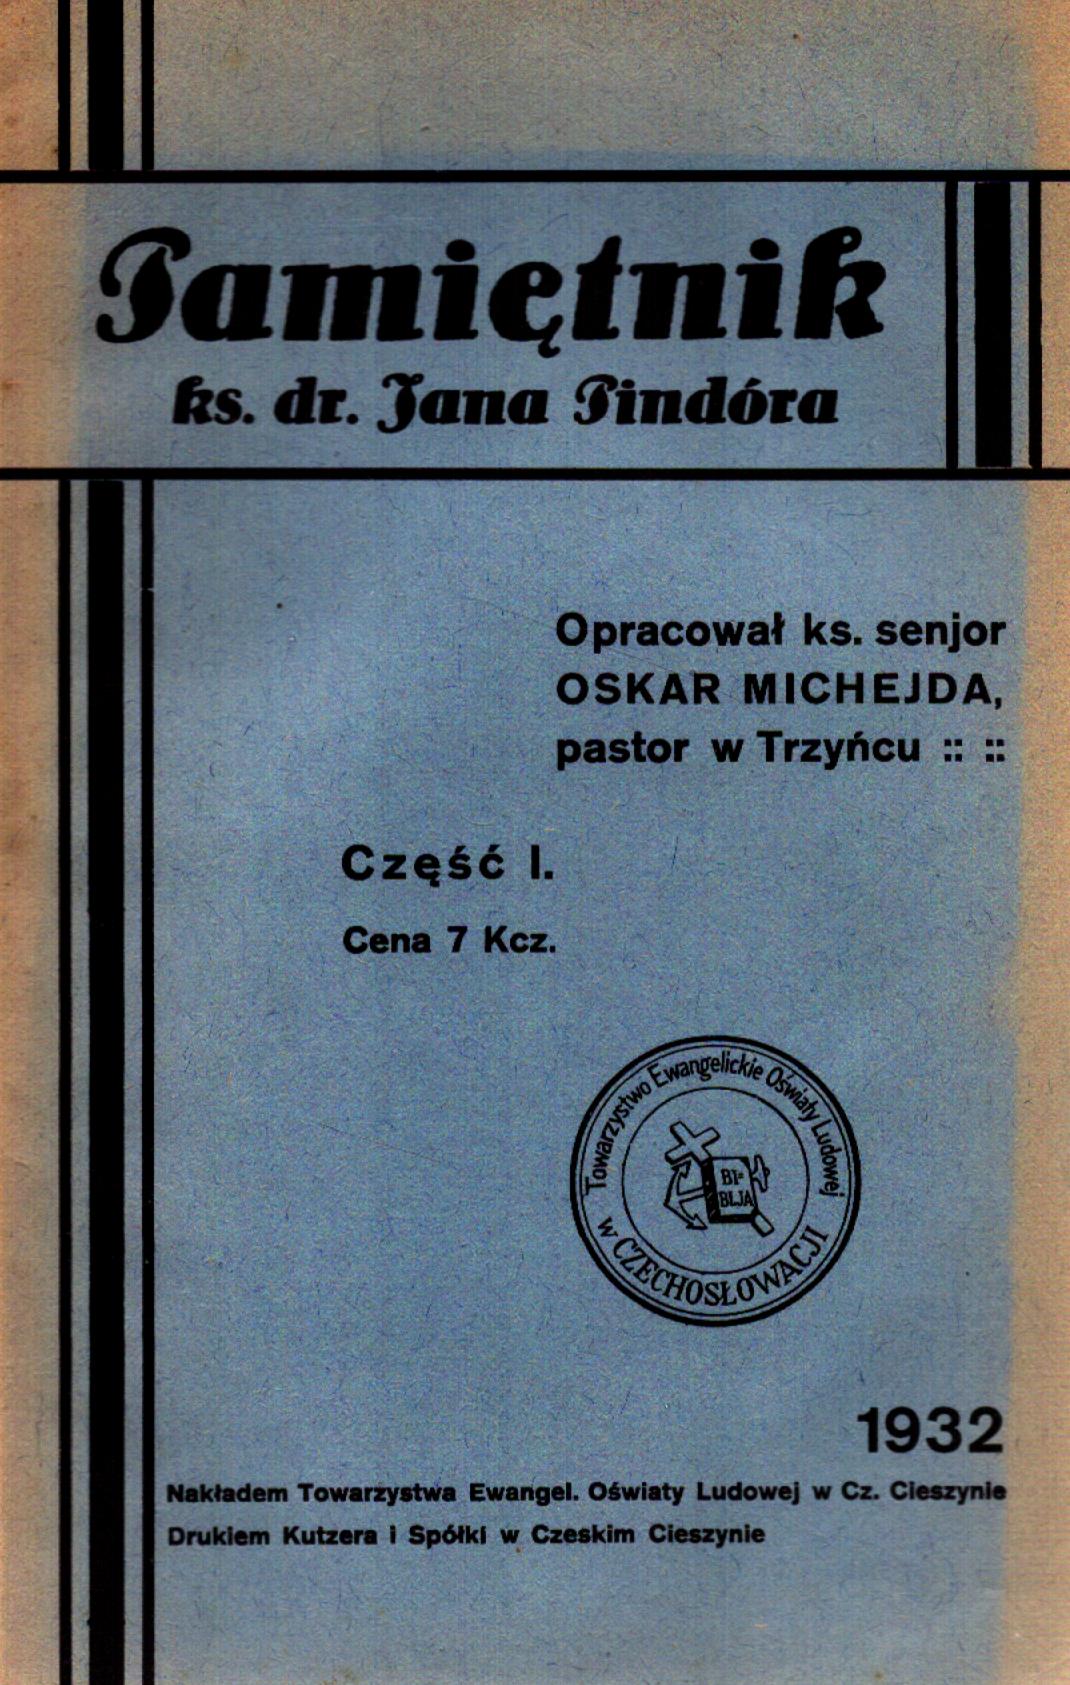 Pamiętnik
ks. dr. Jana Pindóra
Opracował ks. senjor
OSKAR MICHEJDA,
pastor w Trzyńcu :: ::
Część I.
Cena 7 Kcz.
Towarzystwo Ewangelickie Oświaty Ludowej
w CZECHOSŁOWACJI
BI=
BLJA
1932
Nakładem Towarzystwa Ewangel. Oświaty Ludowej w Cz. Cieszynie
Drukiem Kutzera i Spółki w Czeskim Cieszynie